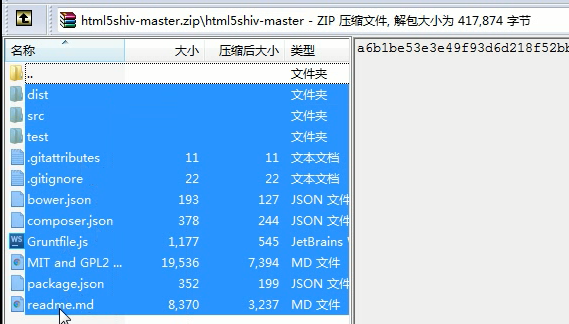 html5shiv-master.zip\html5shiv-master - ZIP 压缩文件, 解包大小为 417,874 字节
名称 大小 压缩后大小 类型
a6b1be53e3e49f93d6d218f52bb
.. 文件夹
dist 文件夹
src 文件夹
test 文件夹
.gitattributes 11 11 文本文档
.gitignore 22 22 文本文档
bower.json 193 127 JSON 文件
composer.json 378 244 JSON 文件
WS Gruntfile.js 1,177 545 JetBrains
MIT and GPL2 ... 19,536 7,394 MD 文件
package.json 352 199 JSON 文件
readme.md 8,370 3,237 MD 文件